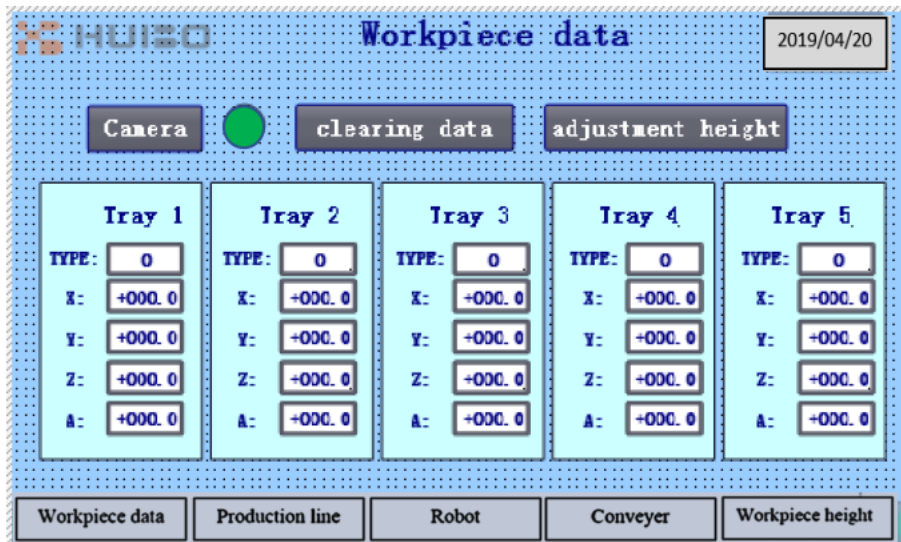 HUIBO
Workpiece data
2019/04/20
Camera
clearing data
adjustment height
Tray 1
TYPE: 0
X: +000.0
Y: +000.0
Z: +000.0
A: +000.0
Tray 2
TYPE: 0
X: +000.0
Y: +000.0
Z: +000.0
A: +000.0
Tray 3
TYPE: 0
X: +000.0
Y: +000.0
Z: +000.0
A: +000.0
Tray 4
TYPE: 0
X: +000.0
Y: +000.0
Z: +000.0
A: +000.0
Tray 5
TYPE: 0
X: +000.0
Y: +000.0
Z: +000.0
A: +000.0
Workpiece data
Production line
Robot
Conveyer
Workpiece height